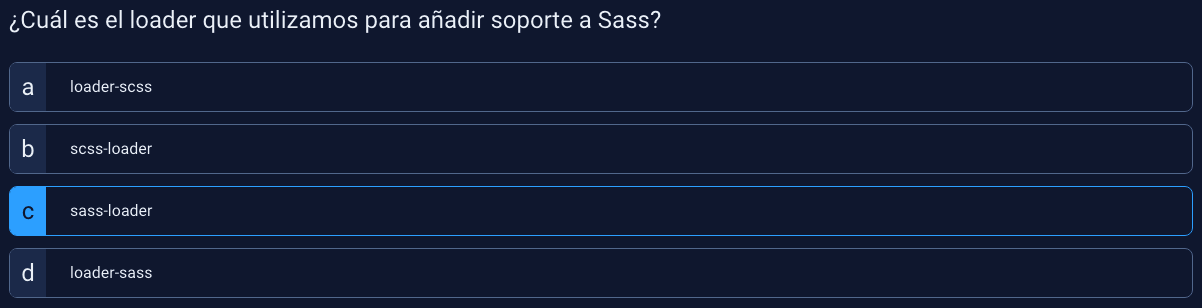 ¿Cuál es el loader que utilizamos para añadir soporte a Sass?
a loader-scss
b scss-loader
c sass-loader
d loader-sass